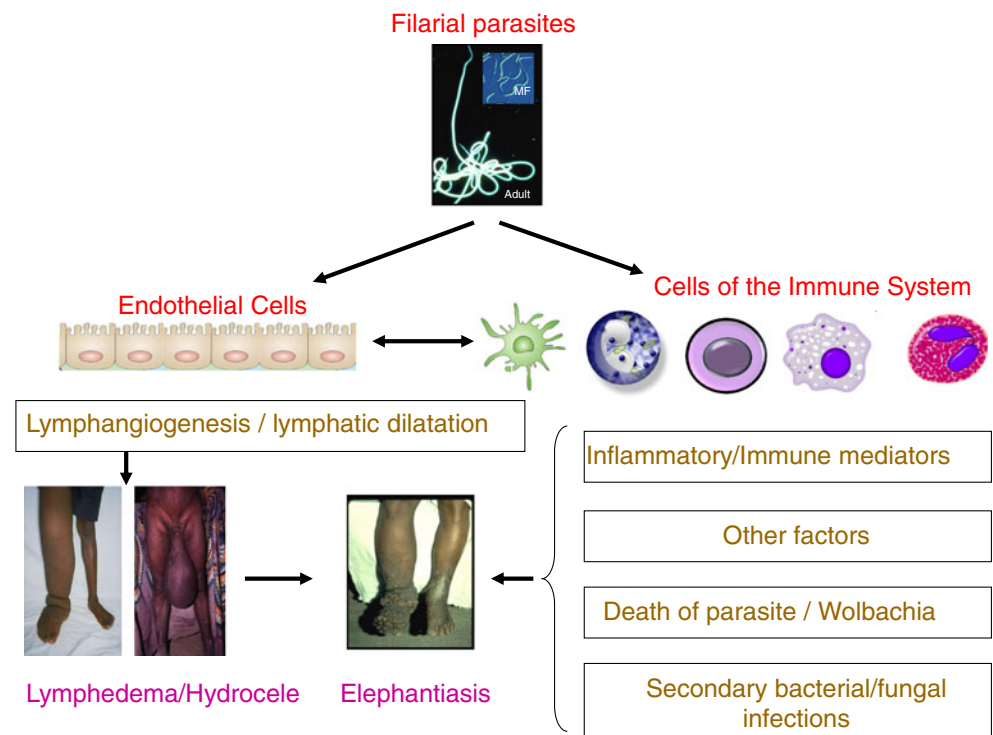 Filarial parasites
MF
Adult
Endothelial Cells
Cells of the Immune System
Lymphangiogenesis / lymphatic dilatation
Inflammatory/Immune mediators
Other factors
Death of parasite / Wolbachia
Secondary bacterial/fungal
infections
Lymphedema/Hydrocele
Elephantiasis